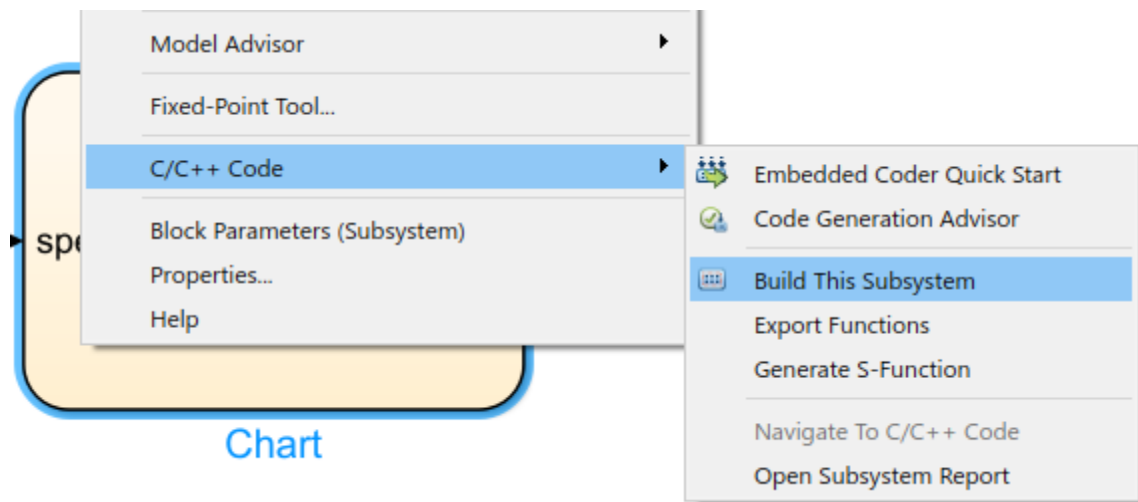 Model Advisor
Fixed-Point Tool...
C/C++ Code
Block Parameters (Subsystem)
Properties...
Help
Embedded Coder Quick Start
Code Generation Advisor
Build This Subsystem
Export Functions
Generate S-Function
Navigate To C/C++ Code
Open Subsystem Report
Chart